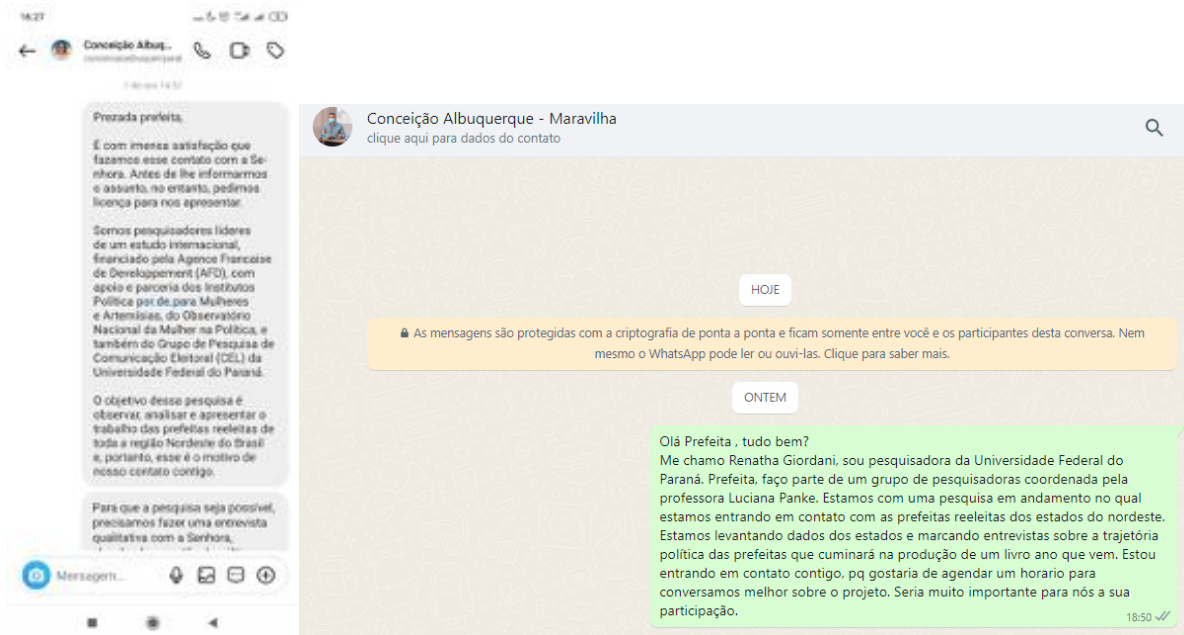 14:27
Conceição Albuq...
Prezada prefeita,
É com imensa satisfação que
fazemos esse contato com a Se-
nhora. Antes de lhe informarmos
o assunto, no entanto, pedimos
licença para nos apresentar.
Somos pesquisadores líderes
de um estudo internacional,
financiado pela Agence Francaise
de Developpement (AFD), com
apoio e parceria dos Institutos
Política por.de.para Mulheres
e Artemisias, do Observatório
Nacional da Mulher na Política, e
também do Grupo de Pesquisa de
Comunicação Eleitoral (CEL) da
Universidade Federal do Paraná.
O objetivo dessa pesquisa é
observar, analisar e apresentar o
trabalho das prefeitas reeleitas de
toda a região Nordeste do Brasil
e, portanto, esse é o motivo de
nosso contato contigo.
Para que a pesquisa seja possível,
precisamos fazer uma entrevista
qualitativa com a Senhora,
Mensagem...
Conceição Albuquerque - Maravilha
clique aqui para dados do contato
HOJE
As mensagens são protegidas com a criptografia de ponta a ponta e ficam somente entre você e os participantes desta conversa. Nem
mesmo o WhatsApp pode ler ou ouvi-las. Clique para saber mais.
ONTEM
Olá Prefeita , tudo bem?
Me chamo Renatha Giordani, sou pesquisadora da Universidade Federal do
Paraná. Prefeita, faço parte de um grupo de pesquisadoras coordenada pela
professora Luciana Panke. Estamos com uma pesquisa em andamento no qual
estamos entrando em contato com as prefeitas reeleitas dos estados do nordeste.
Estamos levantando dados dos estados e marcando entrevistas sobre a trajetória
política das prefeitas que cuminará na produção de um livro ano que vem. Estou
entrando em contato contigo, pq gostaria de agendar um horario para
conversamos melhor sobre o projeto. Seria muito importante para nós a sua
participação.
18:50